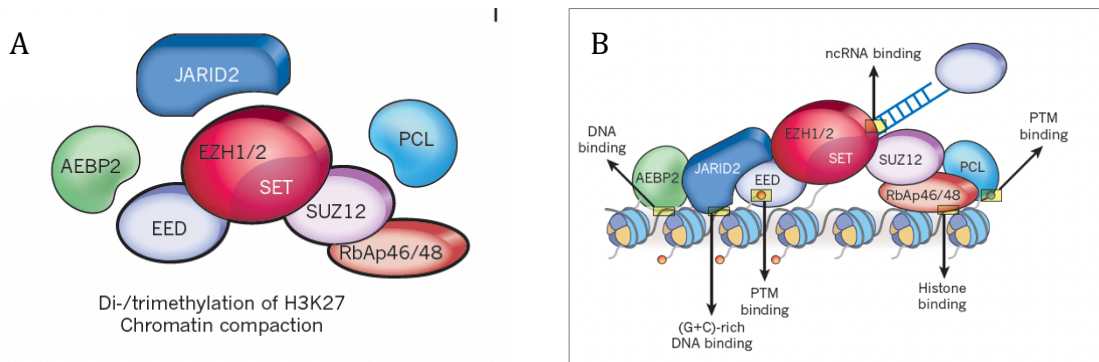 A
JARID2
AEBP2
EZH1/2
SET
PCL
EED
SUZ12
RbAp46/48
Di-/trimethylation of H3K27
Chromatin compaction
B
ncRNA binding
DNA
binding
PTM
binding
AEBP2
JARID2
EZH1/2
SET
EED
SUZ12
PCL
RbAp46/48
PTM
binding
Histone
binding
(G+C)-rich
DNA binding